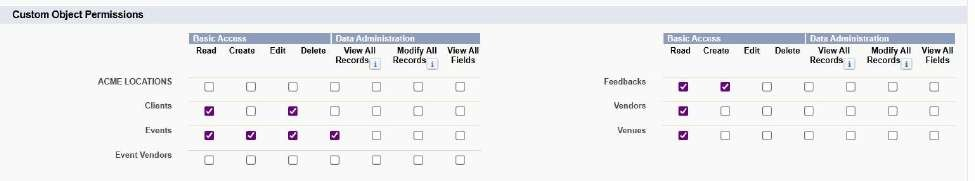 Custom Object Permissions
Basic Access Data Administration
Read Create Edit Delete View All Records i Modify All Records i View All Fields
ACME LOCATIONS
Clients
Events
Event Vendors
Basic Access Data Administration
Read Create Edit Delete View All Records i Modify All Records i View All Fields
Feedbacks
Vendors
Venues